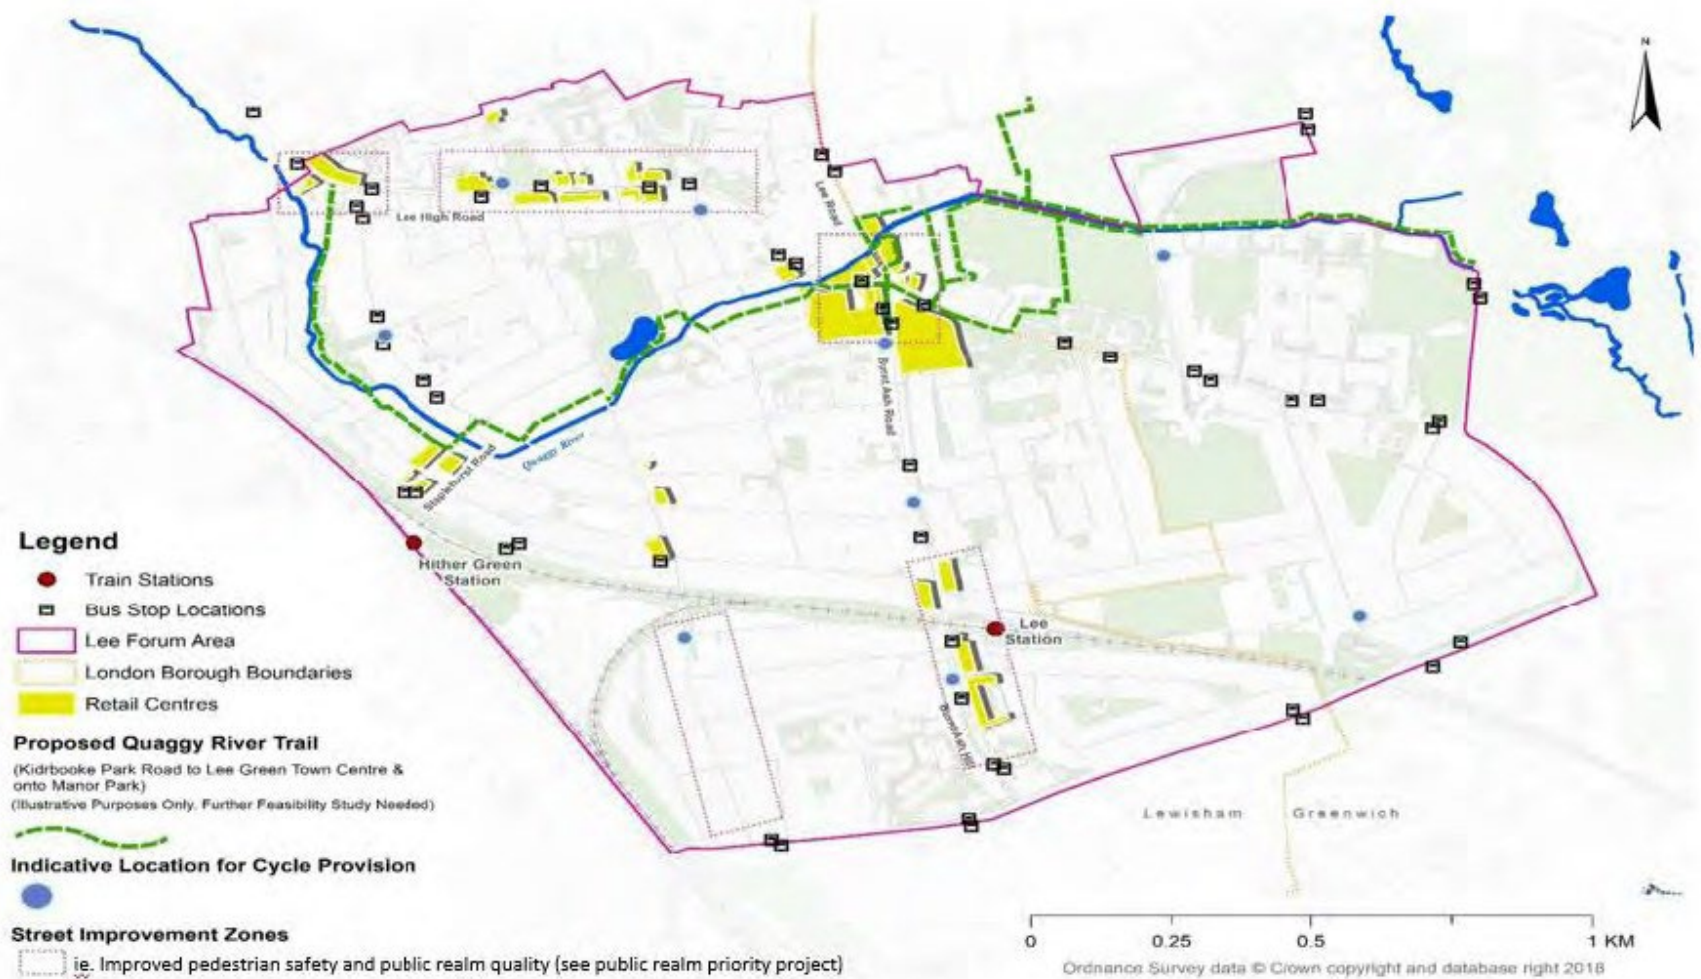 N
Lee High Road
Lee Road
Burnt Ash Road
Quaggy River
Staplehurst Road
Hither Green
Station
Lee
Station
Burnt Ash Hill
Lewisham
Greenwich
Legend
Train Stations
Bus Stop Locations
Lee Forum Area
London Borough Boundaries
Retail Centres
Proposed Quaggy River Trail
(Kidrbooke Park Road to Lee Green Town Centre &
onto Manor Park)
(Illustrative Purposes Only. Further Feasibility Study Needed)
Indicative Location for Cycle Provision
Street Improvement Zones
ie. Improved pedestrian safety and public realm quality (see public realm priority project)
0 0.25 0.5 1 KM
Ordnance Survey data © Crown copyright and database right 2018